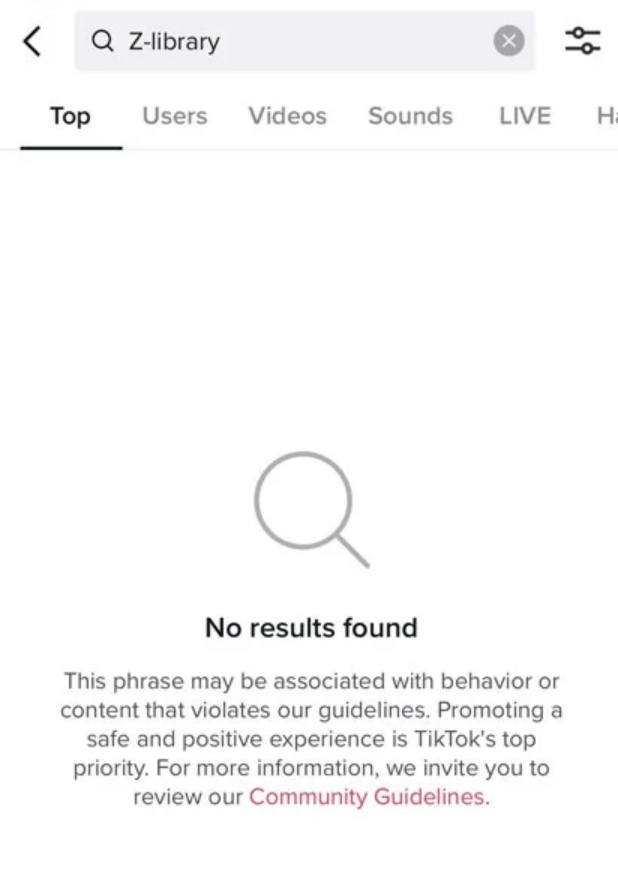 Z-library
Top Users Videos Sounds LIVE
No results found
This phrase may be associated with behavior or
content that violates our guidelines. Promoting a
safe and positive experience is TikTok's top
priority. For more information, we invite you to
review our Community Guidelines.